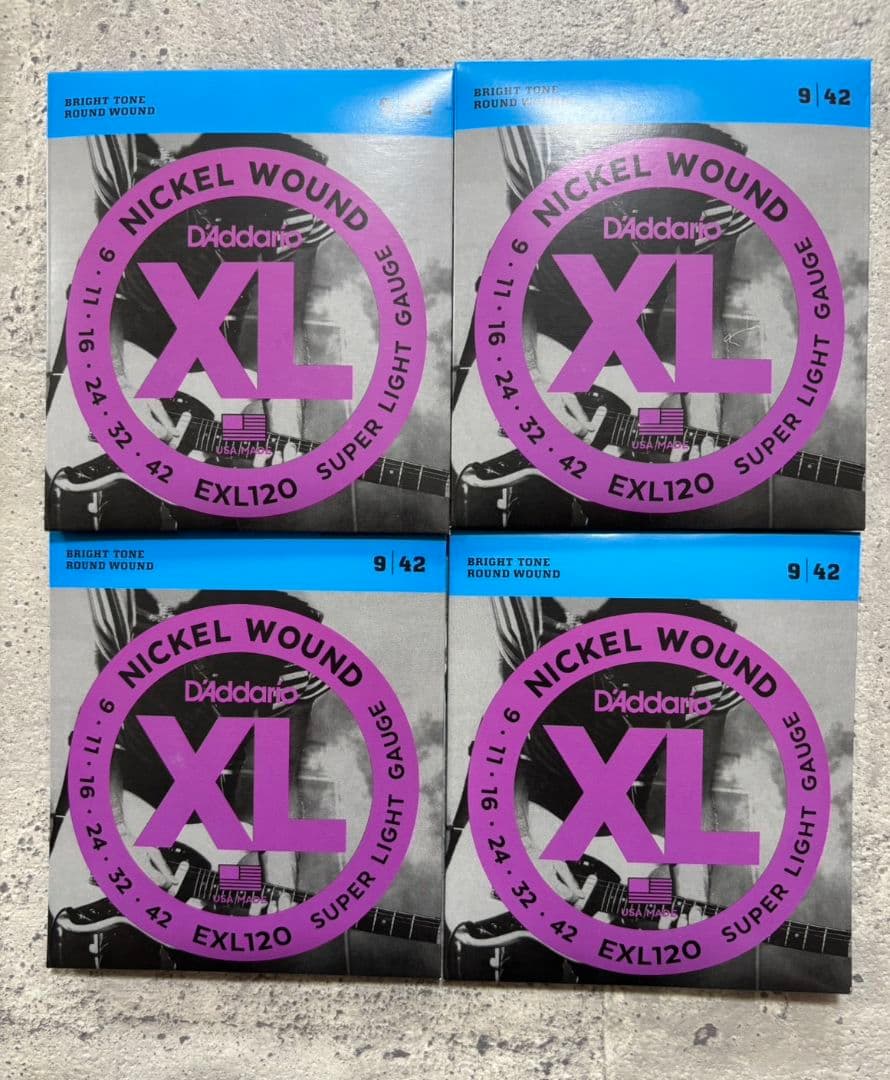 BRIGHT TONE
ROUND WOUND
9|42
NICKEL WOUND
D'Addario
XL
USA MADE
9 · 11 · 16 · 24 · 32 · 42
EXL120
SUPER LIGHT GAUGE
BRIGHT TONE
ROUND WOUND
9|42
NICKEL WOUND
D'Addario
XL
USA MADE
9 · 11 · 16 · 24 · 32 · 42
EXL120
SUPER LIGHT GAUGE
BRIGHT TONE
ROUND WOUND
9|42
NICKEL WOUND
D'Addario
XL
USA MADE
9 · 11 · 16 · 24 · 32 · 42
EXL120
SUPER LIGHT GAUGE
BRIGHT TONE
ROUND WOUND
9|42
NICKEL WOUND
D'Addario
XL
USA MADE
9 · 11 · 16 · 24 · 32 · 42
EXL120
SUPER LIGHT GAUGE